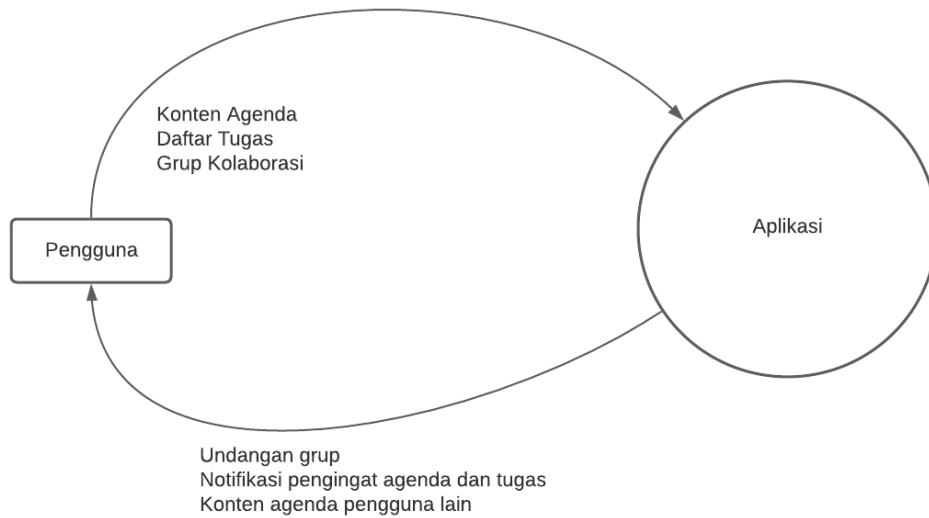 Konten Agenda
Daftar Tugas
Grup Kolaborasi
Pengguna
Aplikasi
Undangan grup
Notifikasi pengingat agenda dan tugas
Konten agenda pengguna lain